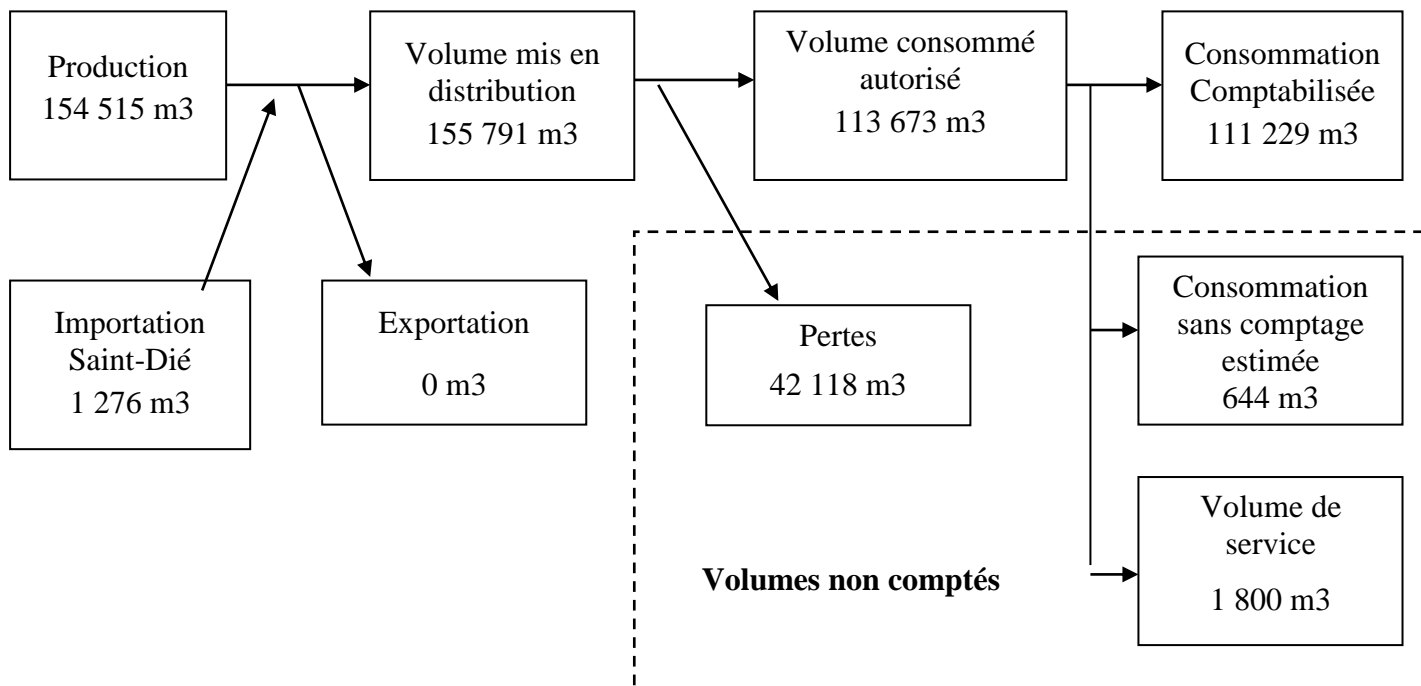 Production
154 515 m3
Volume mis en
distribution
155 791 m3
Volume consommé
autorisé
113 673 m3
Consommation
Comptabilisée
111 229 m3
Importation
Saint-Dié
1 276 m3
Exportation
0 m3
Pertes
42 118 m3
Consommation
sans comptage
estimée
644 m3
Volumes non comptés
Volume de
service
1 800 m3